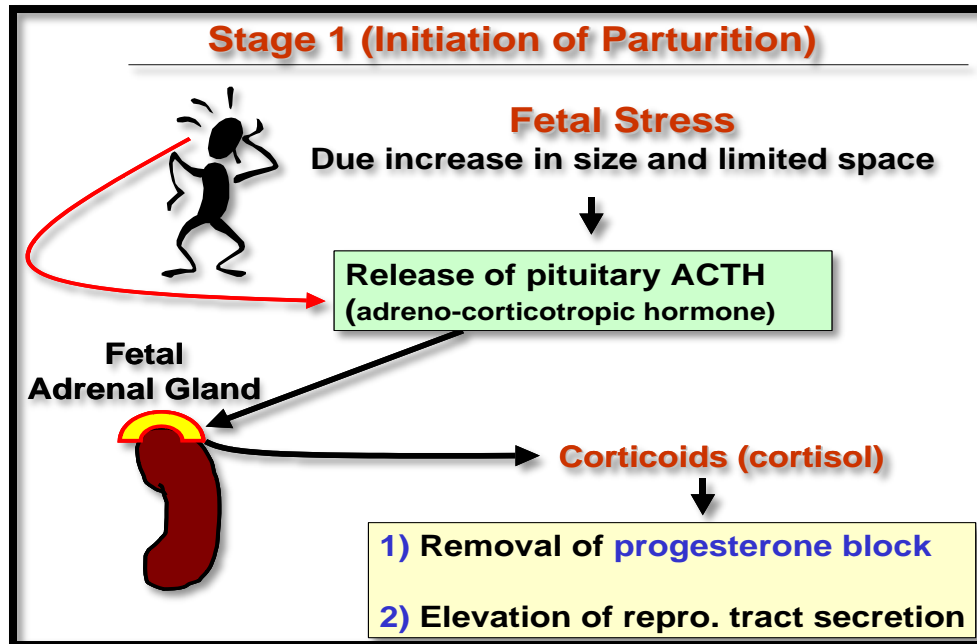 Stage 1 (Initiation of Parturition)
Fetal Stress
Due increase in size and limited space
Release of pituitary ACTH
(adreno-corticotropic hormone)
Fetal
Adrenal Gland
Corticoids (cortisol)
1) Removal of progesterone block
2) Elevation of repro. tract secretion